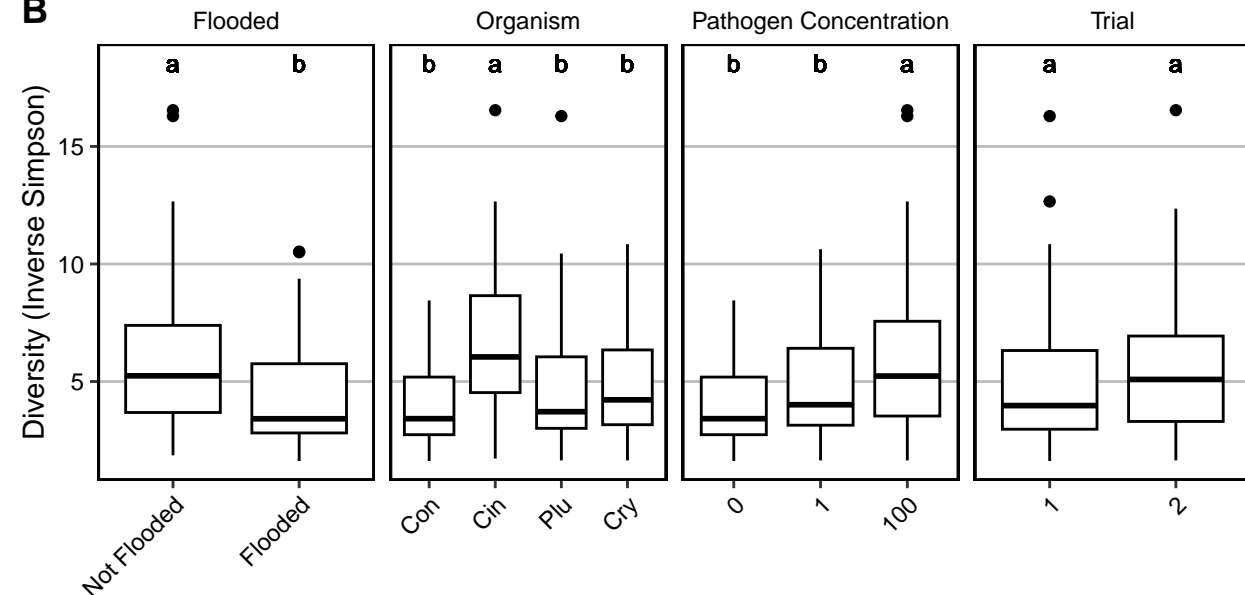 B
Flooded Organism Pathogen Concentration Trial
a b b a b b b b a a a
Diversity (Inverse Simpson)
15
10
5
Not Flooded Flooded Con Cin Plu Cry 0 1 100 1 2